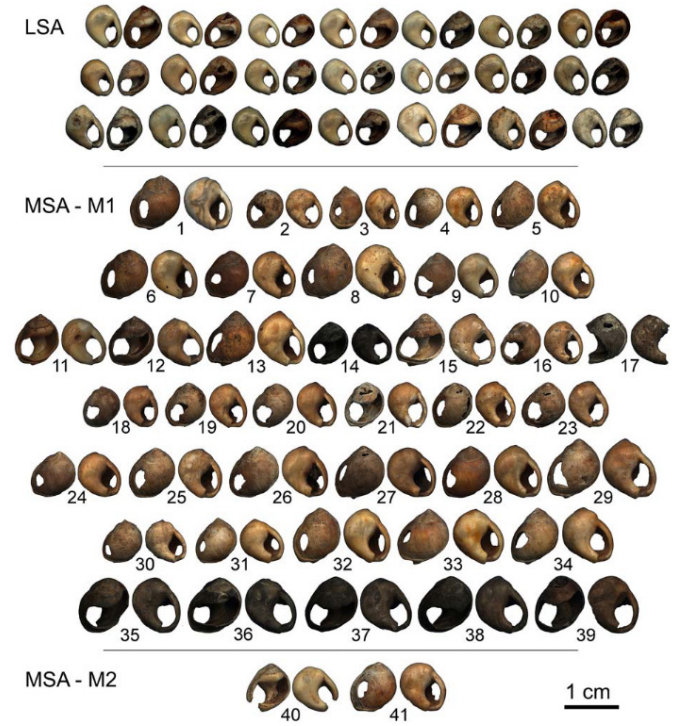 LSA
MSA - M1
1 2 3 4 5
6 7 8 9 10
11 12 13 14 15 16 17
18 19 20 21 22 23
24 25 26 27 28 29
30 31 32 33 34
35 36 37 38 39
MSA - M2
40 41
1 cm